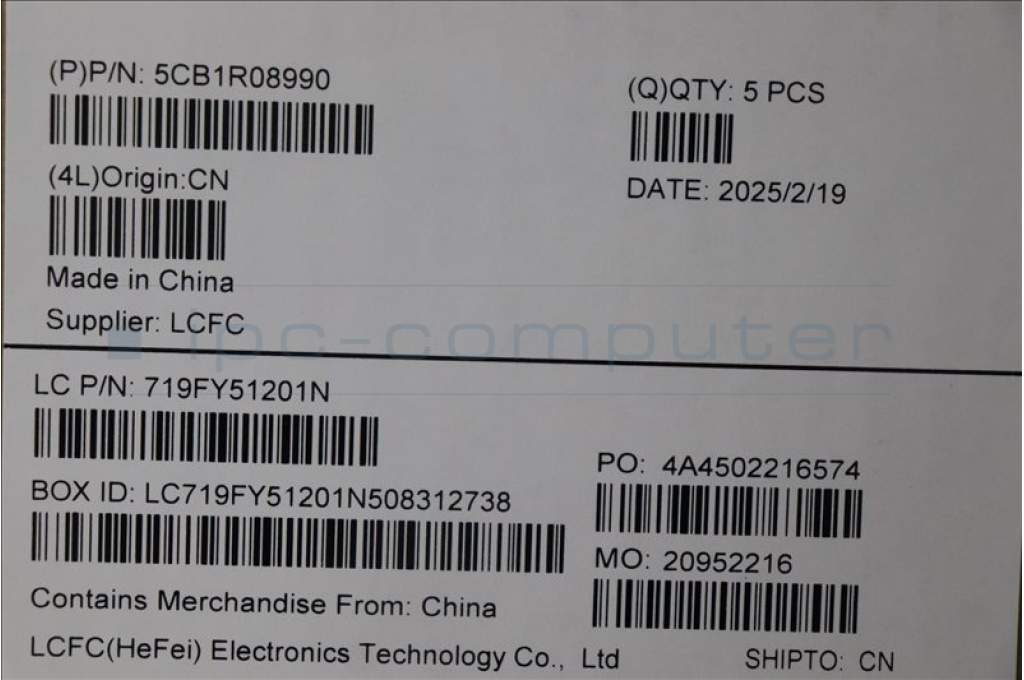 (P)P/N: 5CB1R08990
(Q)QTY: 5 PCS
(4L)Origin:CN
DATE: 2025/2/19
Made in China
Supplier: LCFC
ipc-computer
LC P/N: 719FY51201N
PO: 4A4502216574
BOX ID: LC719FY51201N508312738
MO: 20952216
Contains Merchandise From: China
LCFC(HeFei) Electronics Technology Co., Ltd
SHIPTO: CN